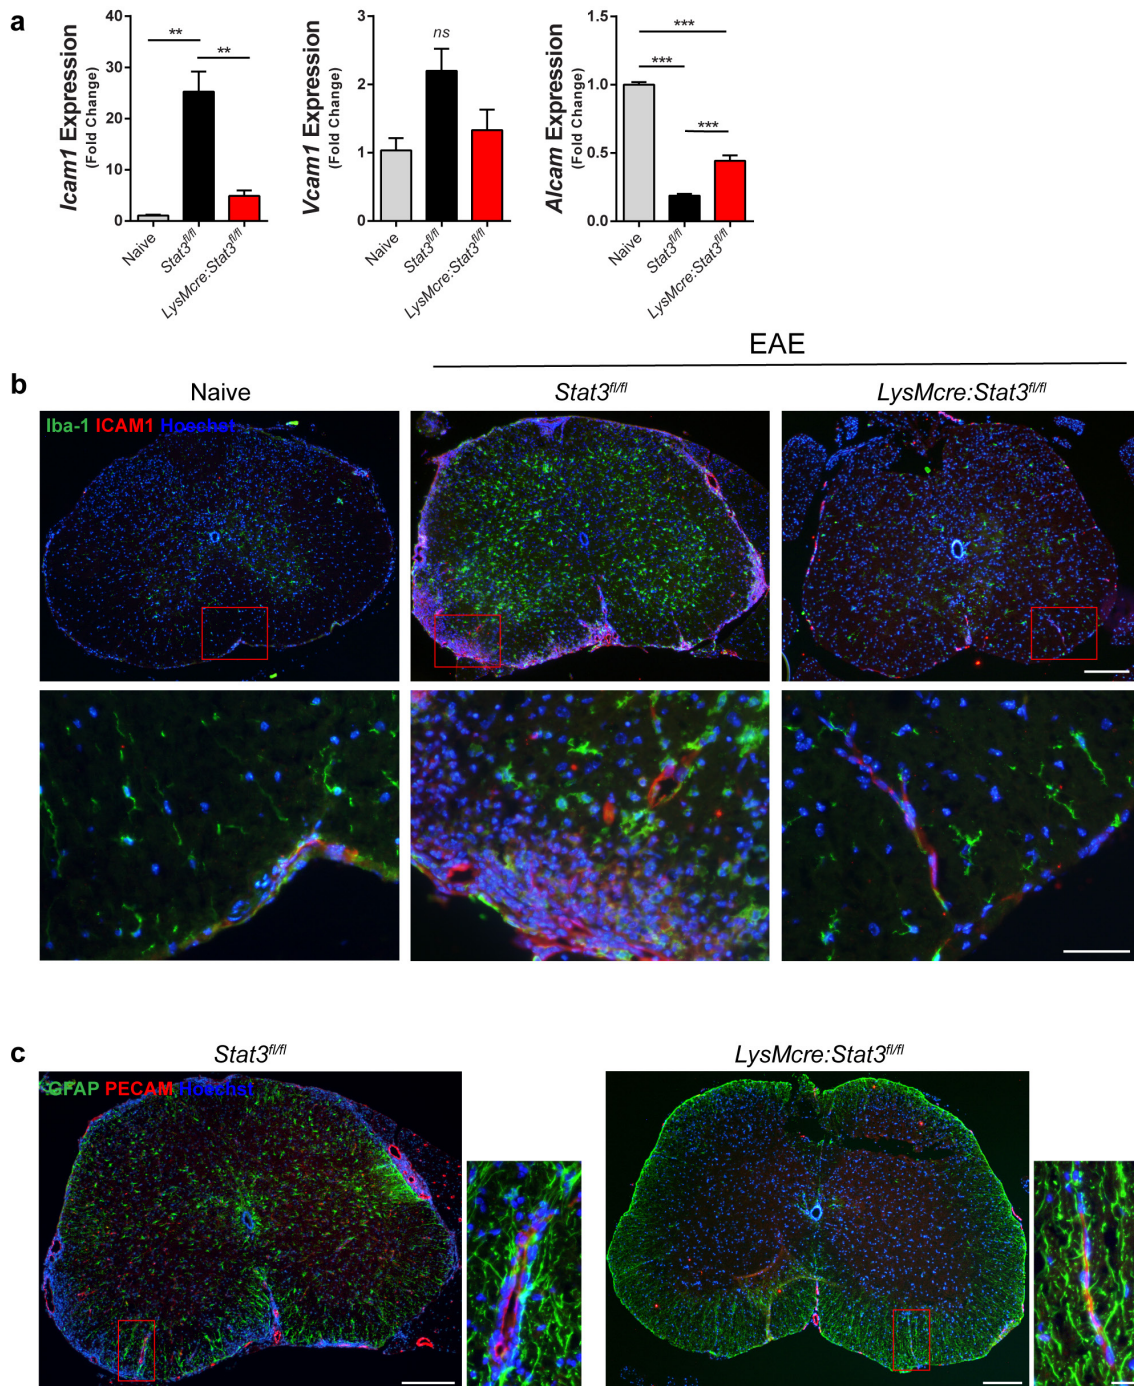 a
Icam1 Expression
(Fold Change)
40
30
20
10
0
**
**
Naive
Stat3fl/fl
LysMcre:Stat3fl/fl
Vcam1 Expression
(Fold Change)
3
2
1
0
ns
Naive
Stat3fl/fl
LysMcre:Stat3fl/fl
Alcam Expression
(Fold Change)
1.5
1.0
0.5
0.0
***
***
***
Naive
Stat3fl/fl
LysMcre:Stat3fl/fl
EAE
b
Naive
Stat3fl/fl
LysMcre:Stat3fl/fl
Iba-1 ICAM1 Hoechst
c
Stat3fl/fl
LysMcre:Stat3fl/fl
GFAP PECAM Hoechst